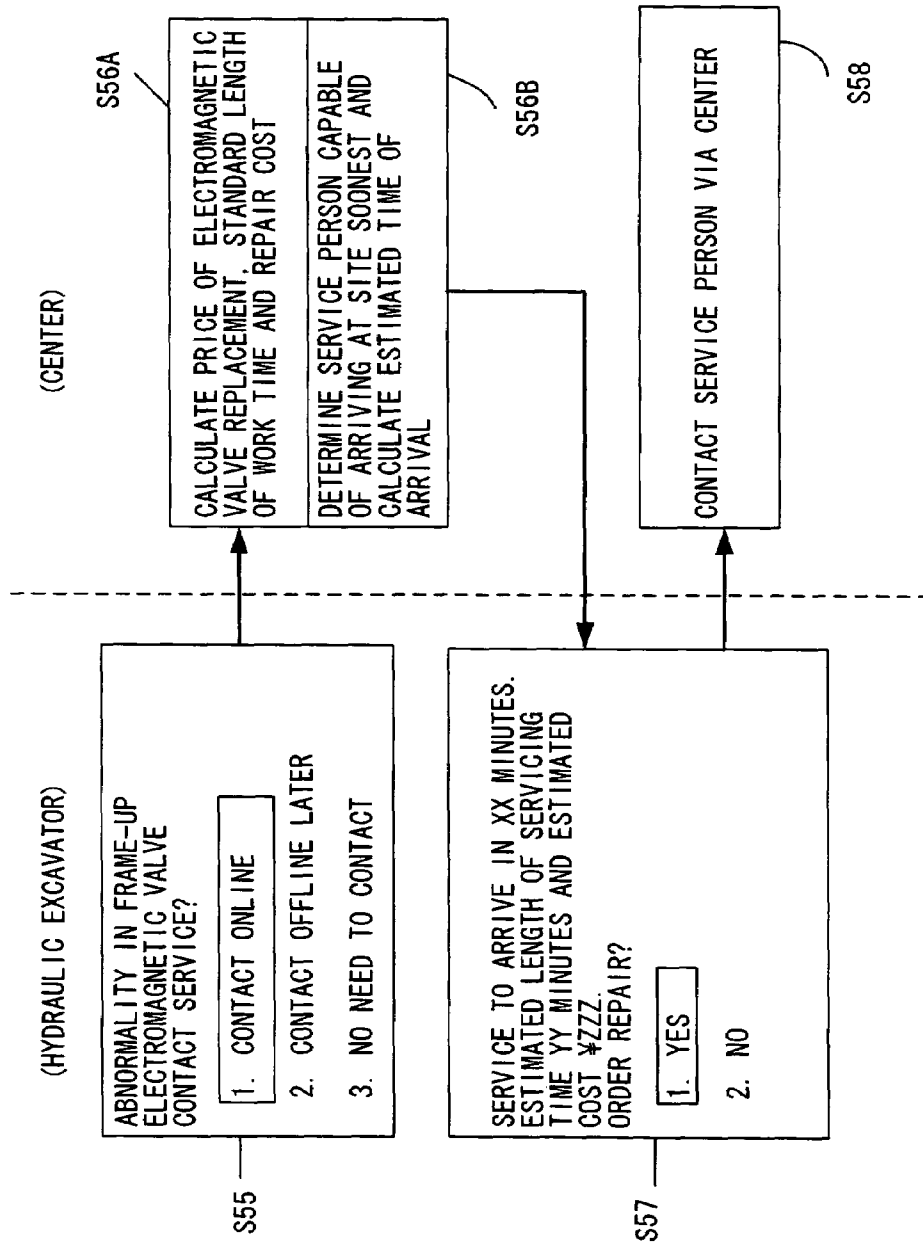 (HYDRAULIC EXCAVATOR)
(CENTER)
S55
ABNORMALITY IN FRAME-UP
ELECTROMAGNETIC VALVE
CONTACT SERVICE?
1. CONTACT ONLINE
2. CONTACT OFFLINE LATER
3. NO NEED TO CONTACT
S56A
CALCULATE PRICE OF ELECTROMAGNETIC
VALVE REPLACEMENT, STANDARD LENGTH
OF WORK TIME AND REPAIR COST
DETERMINE SERVICE PERSON CAPABLE
OF ARRIVING AT SITE SOONEST AND
CALCULATE ESTIMATED TIME OF
ARRIVAL
S56B
S57
SERVICE TO ARRIVE IN XX MINUTES.
ESTIMATED LENGTH OF SERVICING
TIME YY MINUTES AND ESTIMATED
COST ¥ZZZ.
ORDER REPAIR?
1. YES
2. NO
CONTACT SERVICE PERSON VIA CENTER
S58